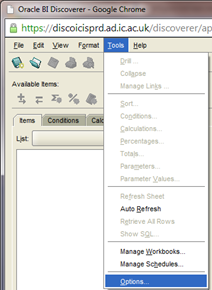 Oracle BI Discoverer - Google Chrome
https://discoicisprd.ad.ic.ac.uk/discoverer/ap
File Edit View Format Tools Help
Available Items:
Items Conditions Calcul
List:
Drill...
Collapse
Manage Links...
Sort...
Conditions...
Calculations...
Percentages...
Totals...
Parameters...
Parameter Values...
Refresh Sheet
Auto Refresh
Retrieve All Rows
Show SQL...
Manage Workbooks...
Manage Schedules...
Options...